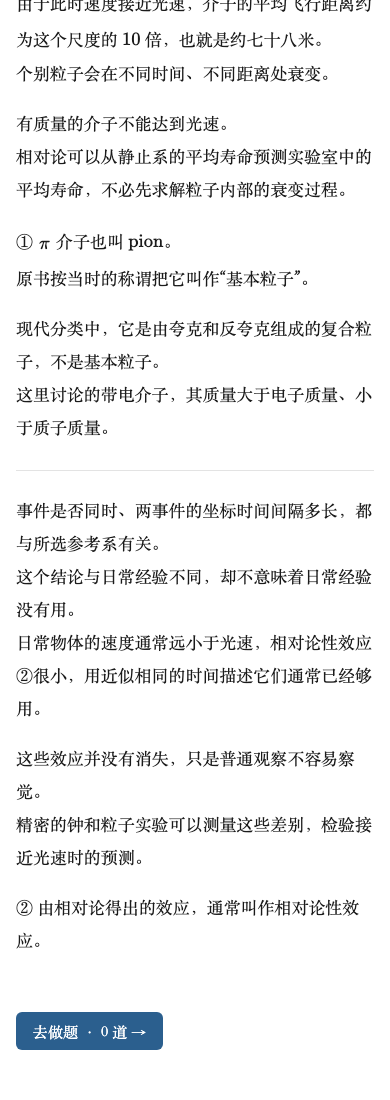 由于此时速度接近光速，介子的平均飞行距离约
为这个尺度的 10 倍，也就是约七十八米。
个别粒子会在不同时间、不同距离处衰变。
有质量的介子不能达到光速。
相对论可以从静止系的平均寿命预测实验室中的
平均寿命，不必先求解粒子内部的衰变过程。
① π 介子也叫 pion。
原书按当时的称谓把它叫作“基本粒子”。
现代分类中，它是由夸克和反夸克组成的复合粒
子，不是基本粒子。
这里讨论的带电介子，其质量大于电子质量、小
于质子质量。
事件是否同时、两事件的坐标时间间隔多长，都
与所选参考系有关。
这个结论与日常经验不同，却不意味着日常经验
没有用。
日常物体的速度通常远小于光速，相对论性效应
②很小，用近似相同的时间描述它们通常已经够
用。
这些效应并没有消失，只是普通观察不容易察
觉。
精密的钟和粒子实验可以测量这些差别，检验接
近光速时的预测。
② 由相对论得出的效应，通常叫作相对论性效
应。
去做题 · 0 道 →